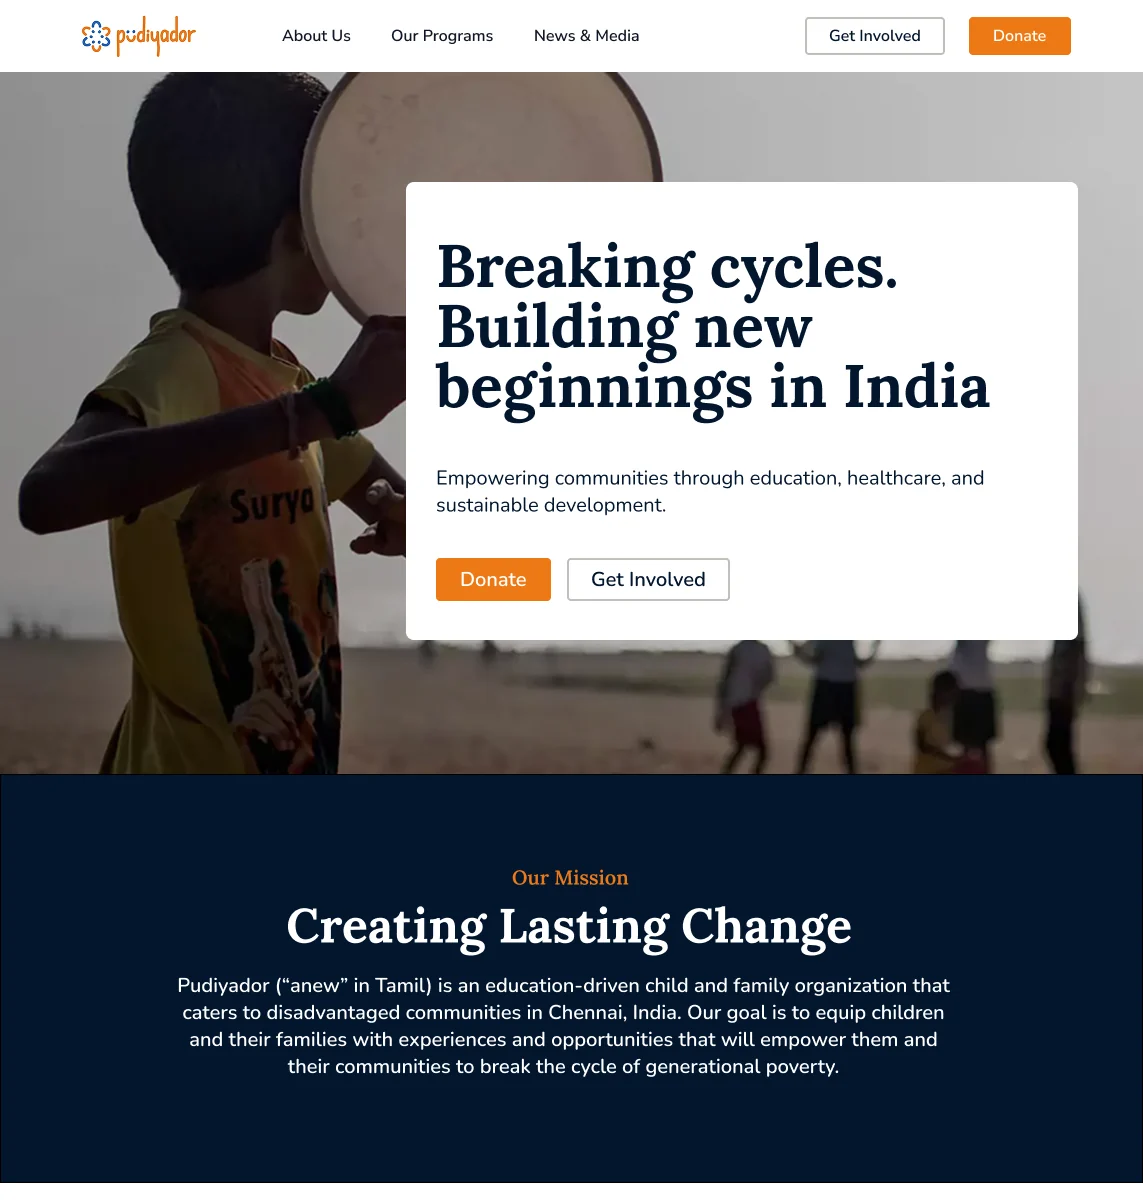 pudiyador
About Us
Our Programs
News & Media
Get Involved
Donate
Breaking cycles.
Building new
beginnings in India
Surya
Empowering communities through education, healthcare, and
sustainable development.
Donate
Get Involved
Our Mission
Creating Lasting Change
Pudiyador (“anew” in Tamil) is an education-driven child and family organization that
caters to disadvantaged communities in Chennai, India. Our goal is to equip children
and their families with experiences and opportunities that will empower them and
their communities to break the cycle of generational poverty.